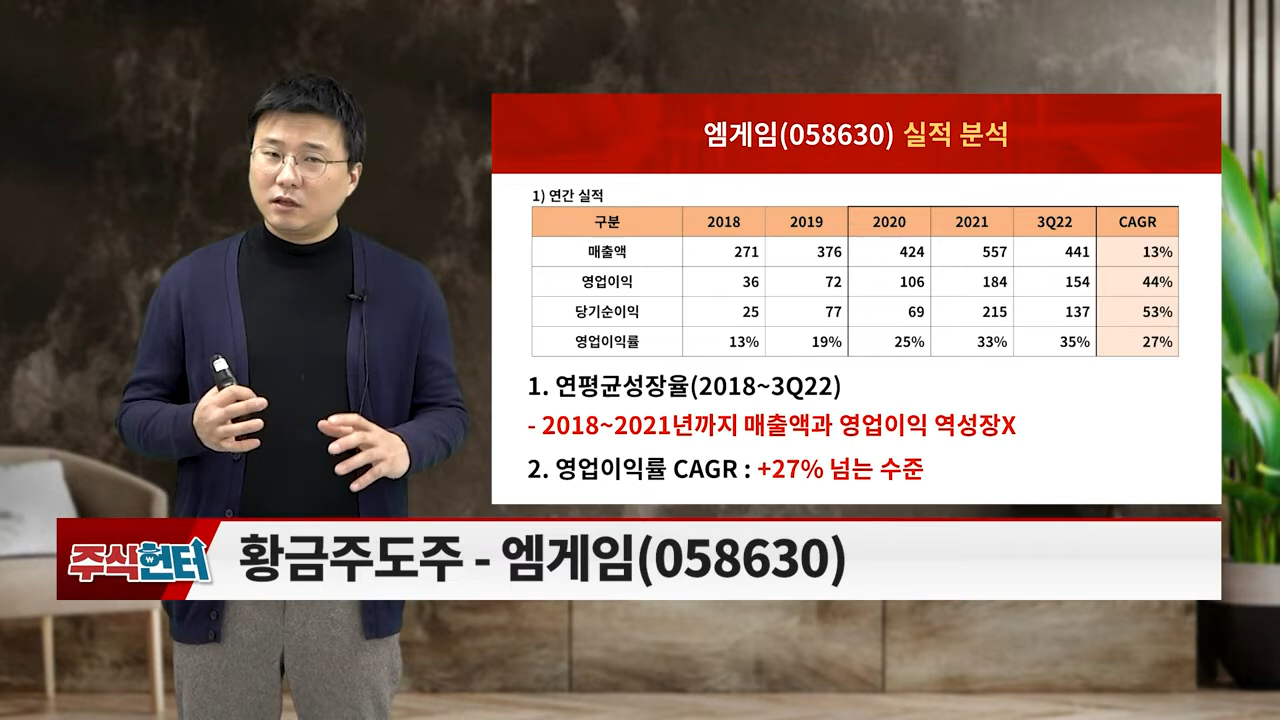 엠게임(058630) 실적 분석
1) 연간 실적
구분 2018 2019 2020 2021 3Q22 CAGR
매출액 271 376 424 557 441 13%
영업이익 36 72 106 184 154 44%
당기순이익 25 77 69 215 137 53%
영업이익률 13% 19% 25% 33% 35% 27%
1. 연평균성장율(2018~3Q22)
- 2018~2021년까지 매출액과 영업이익 역성장X
2. 영업이익률 CAGR : +27% 넘는 수준
주식헌터 황금주도주 - 엠게임(058630)